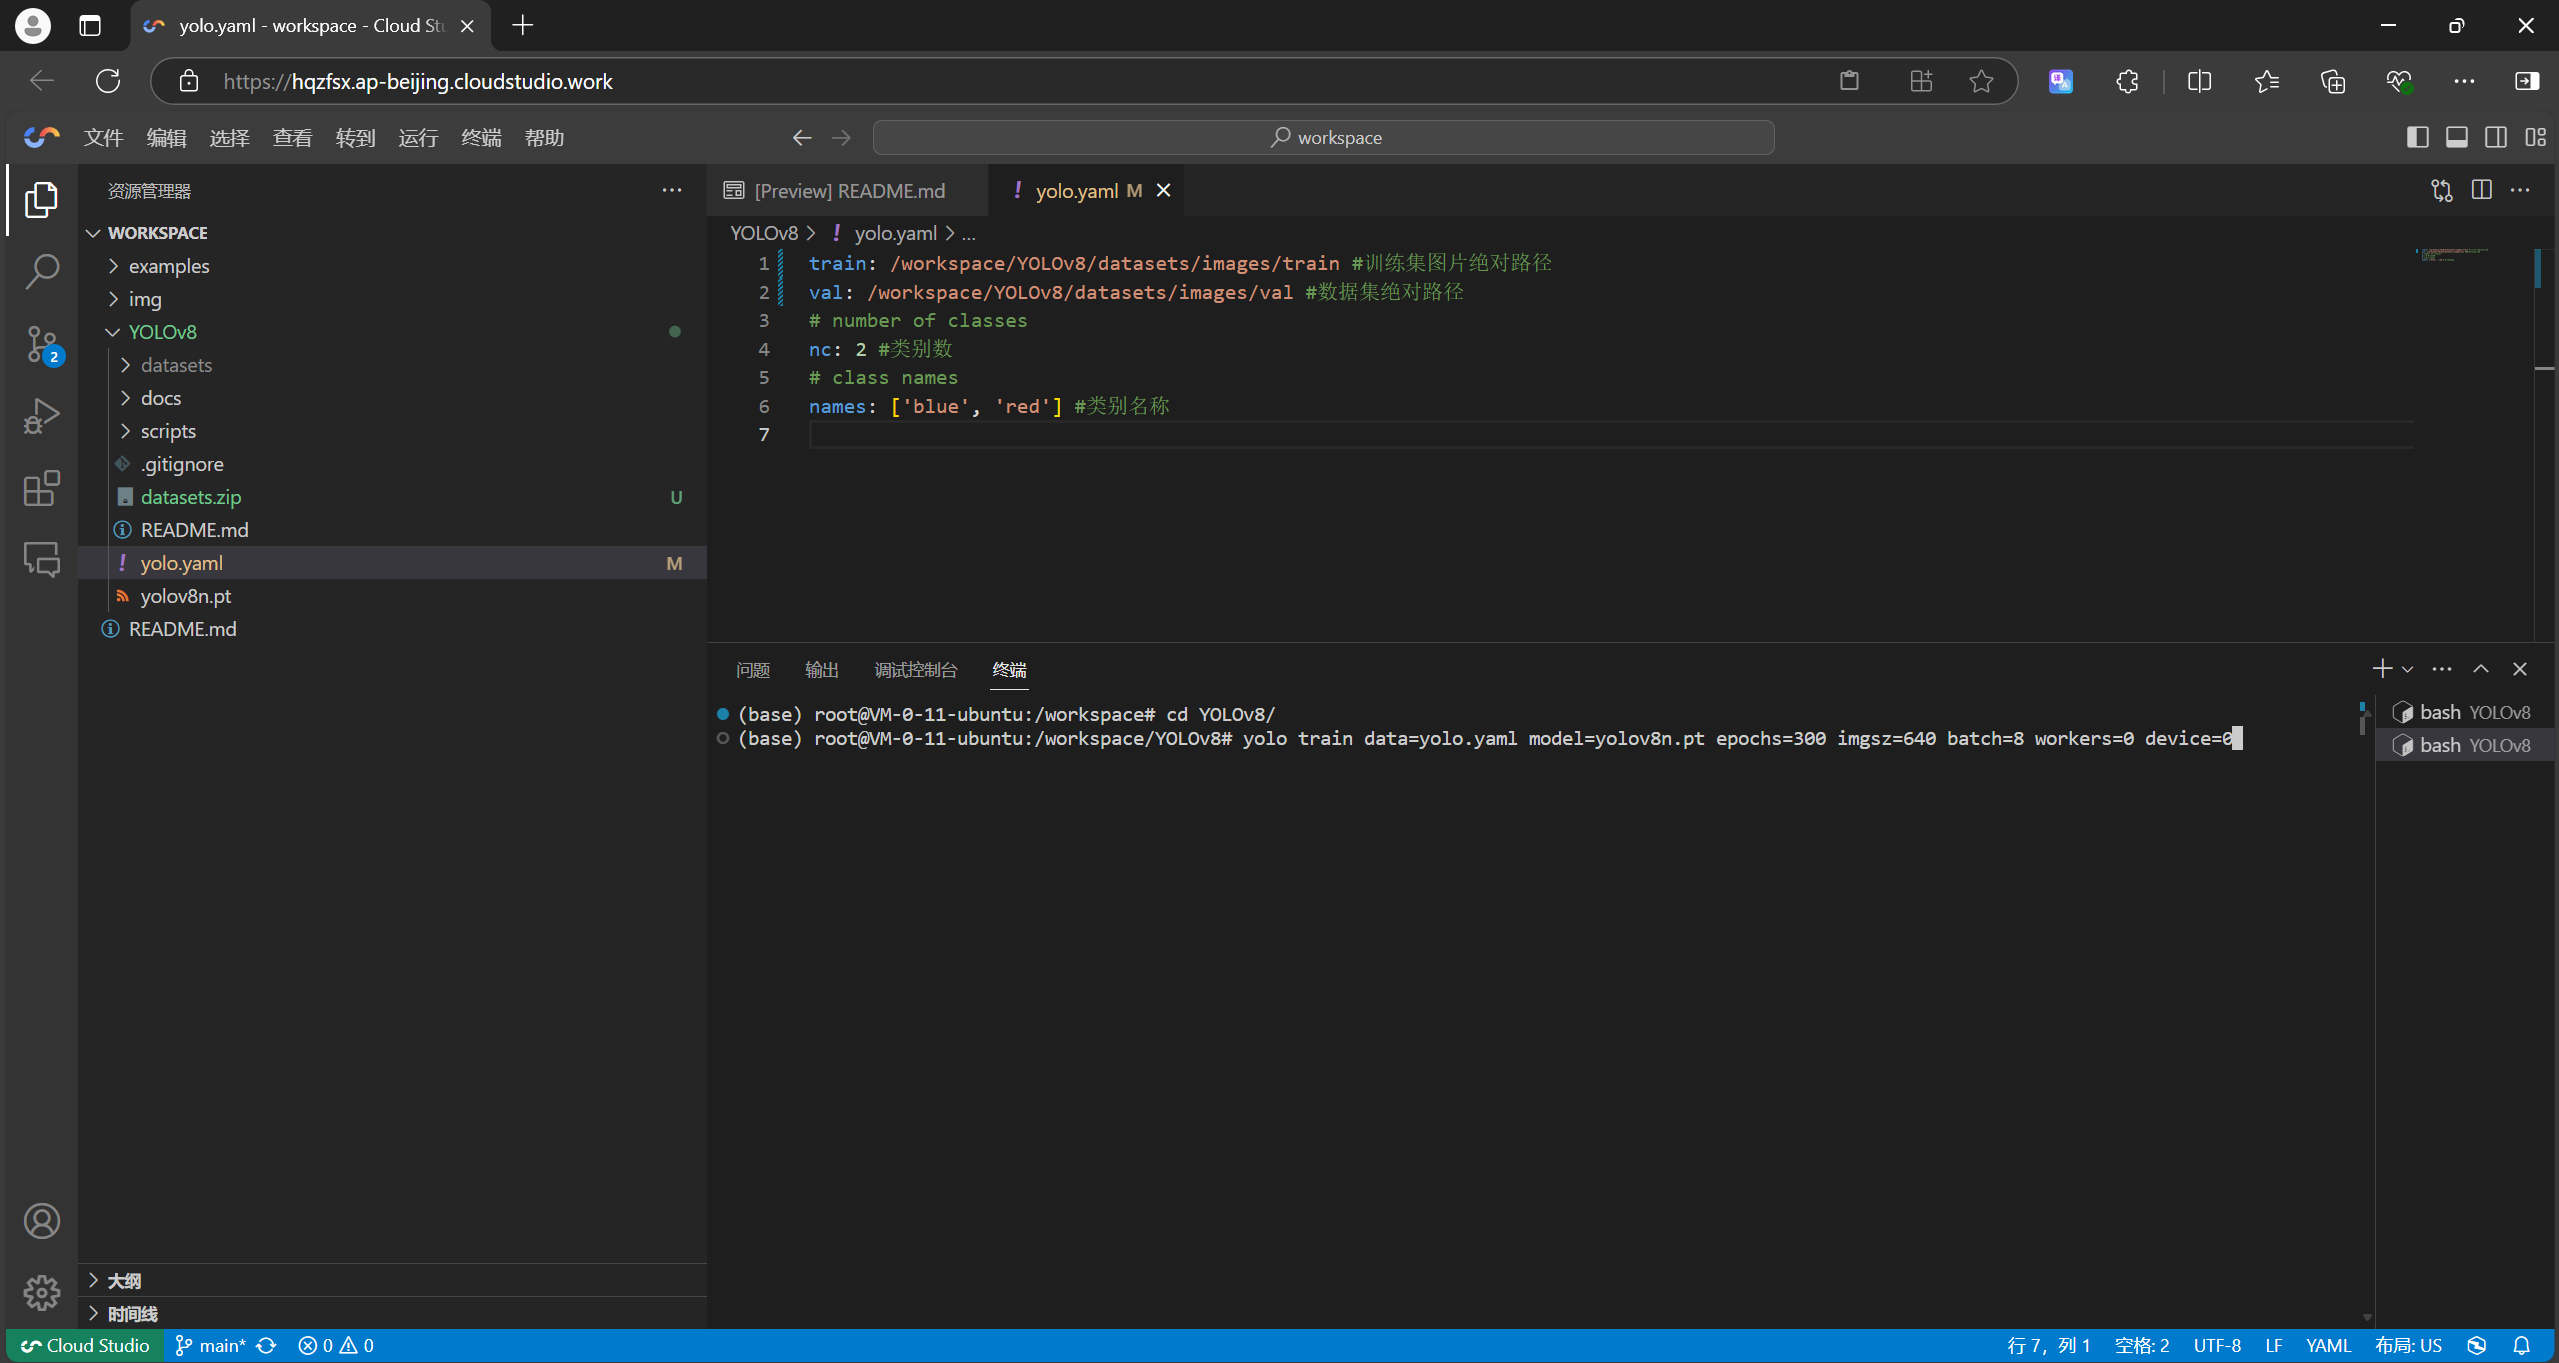 yolo.yaml - workspace - Cloud Stu
https://hqzfsx.ap-beijing.cloudstudio.work
文件 编辑 选择 查看 转到 运行 终端 帮助
workspace
资源管理器
WORKSPACE
examples
img
YOLOv8
datasets
docs
scripts
.gitignore
datasets.zip U
README.md
yolo.yaml M
yolov8n.pt
README.md
大纲
时间线
2
[Preview] README.md
! yolo.yaml M
YOLOv8 > ! yolo.yaml > ...
1 train: /workspace/YOLOv8/datasets/images/train #训练集图片绝对路径
2 val: /workspace/YOLOv8/datasets/images/val #数据集绝对路径
3 # number of classes
4 nc: 2 #类别数
5 # class names
6 names: ['blue', 'red'] #类别名称
7
问题 输出 调试控制台 终端
(base) root@VM-0-11-ubuntu:/workspace# cd YOLOv8/
(base) root@VM-0-11-ubuntu:/workspace/YOLOv8# yolo train data=yolo.yaml model=yolov8n.pt epochs=300 imgsz=640 batch=8 workers=0 device=0
bash YOLOv8
bash YOLOv8
Cloud Studio main* 0 0
行 7，列 1 空格: 2 UTF-8 LF YAML 布局: US